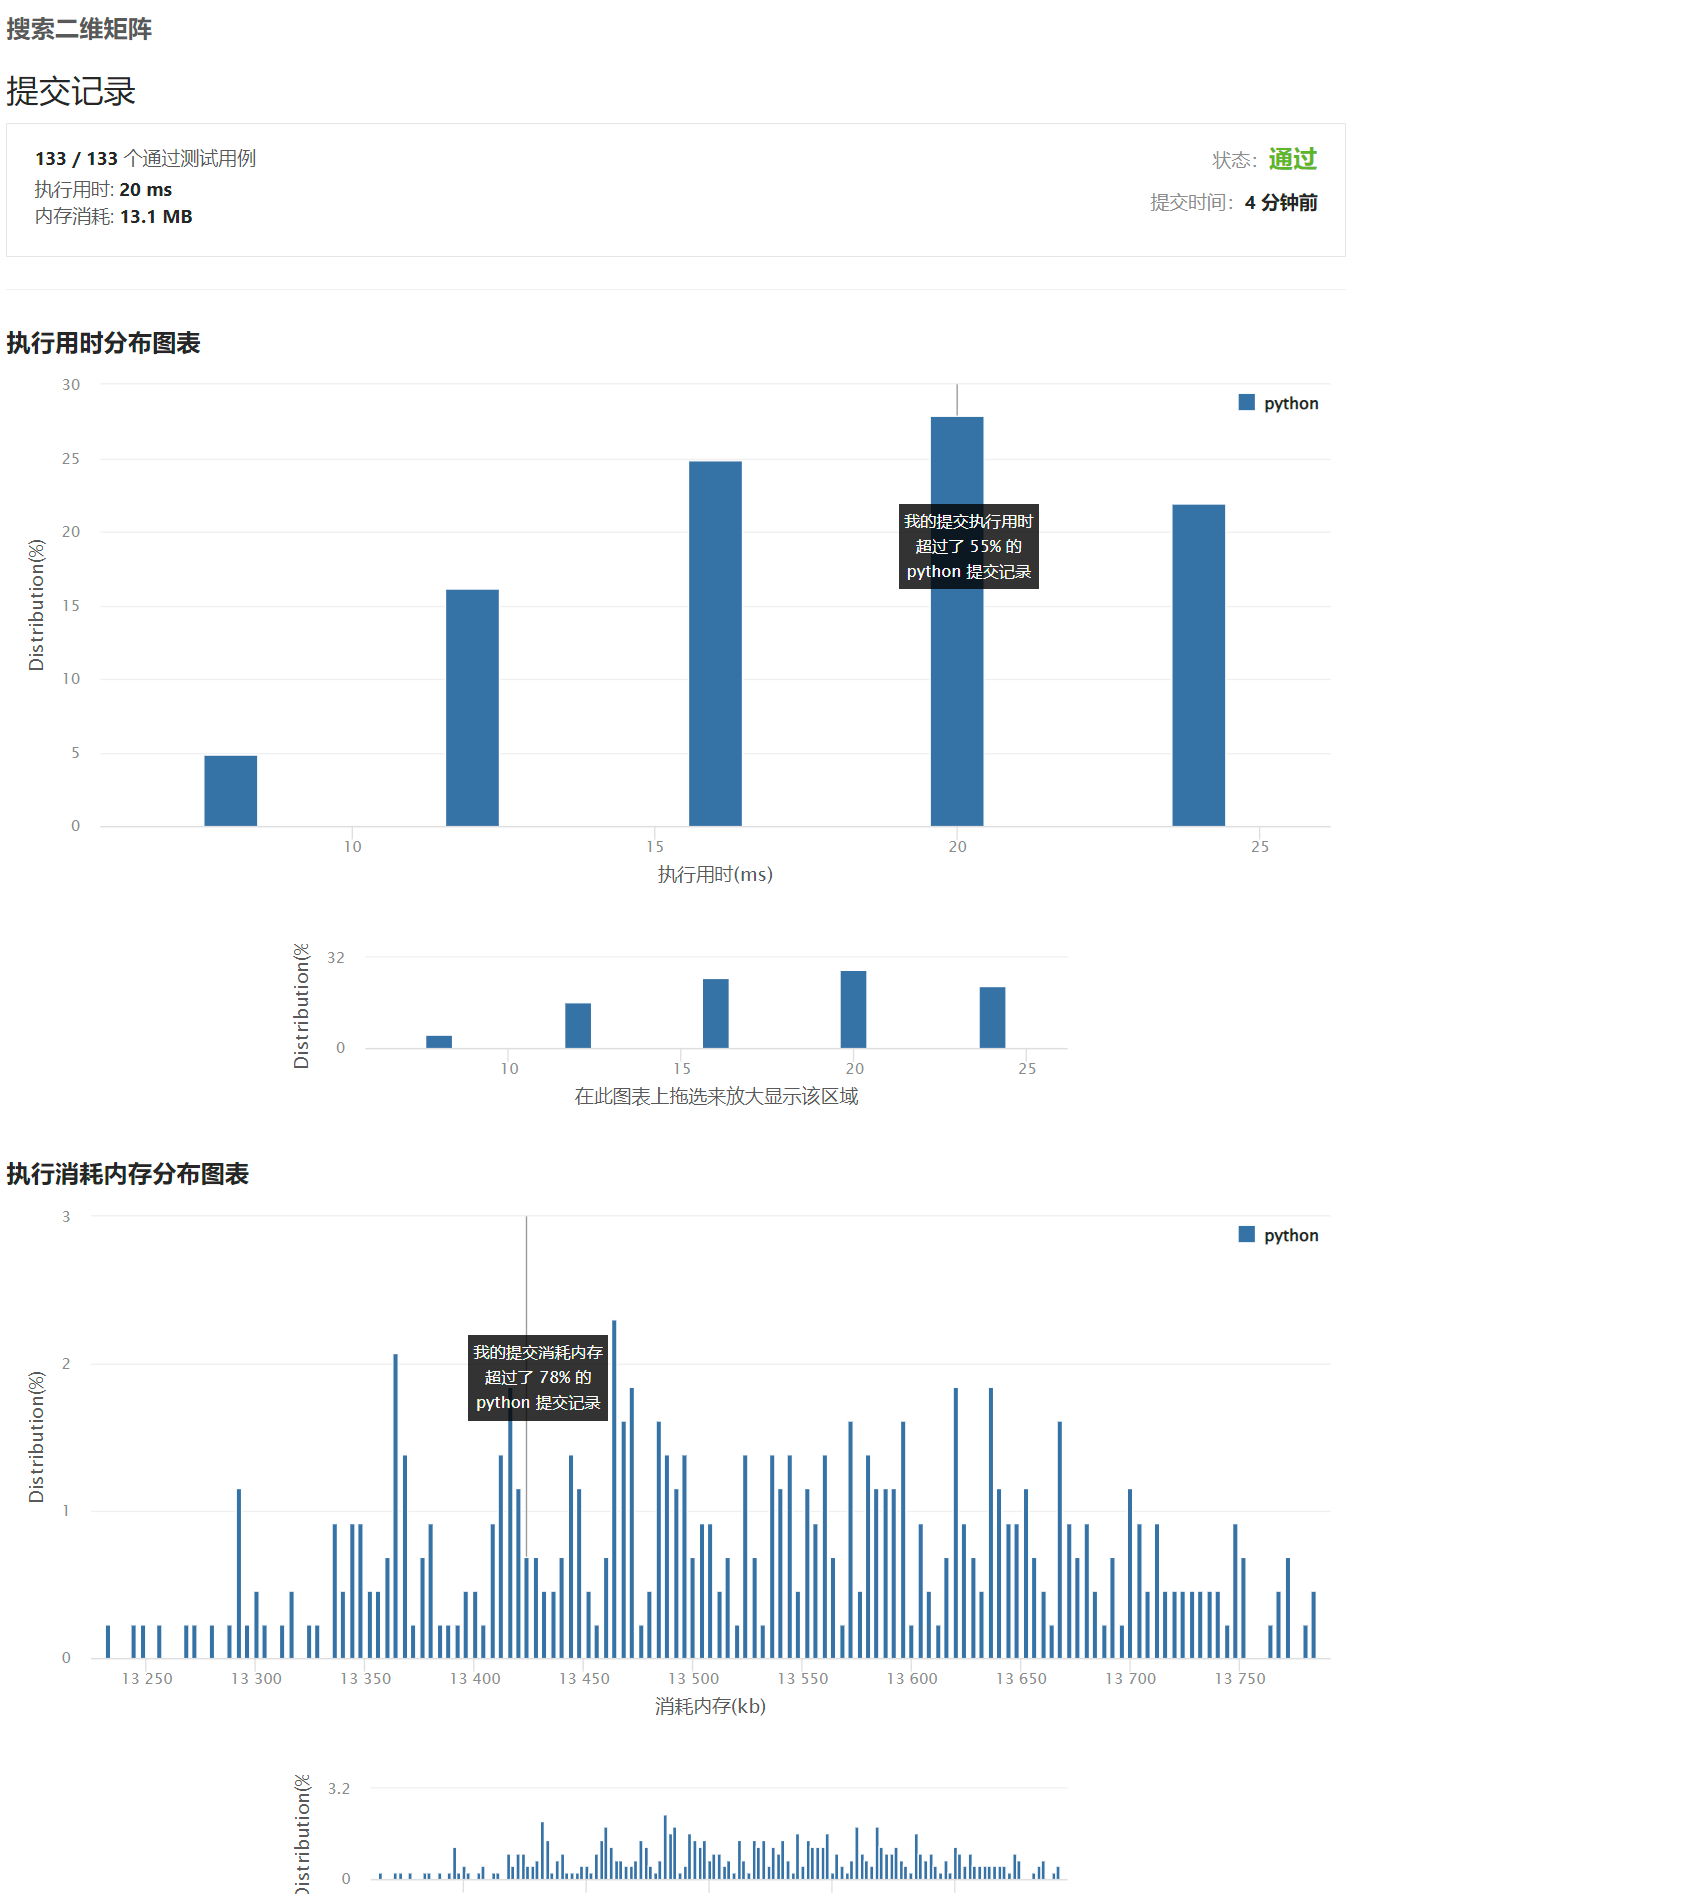 搜索二维矩阵
提交记录
133 / 133 个通过测试用例
状态：通过
执行用时: 20 ms
提交时间：4 分钟前
内存消耗: 13.1 MB
执行用时分布图表
30
25
20
15
10
5
0
Distribution(%)
python
我的提交执行用时
超过了 55% 的
python 提交记录
10 15 20 25
执行用时(ms)
Distribution(%
32
0
10 15 20 25
在此图表上拖选来放大显示该区域
执行消耗内存分布图表
3
2
1
0
Distribution(%)
python
我的提交消耗内存
超过了 78% 的
python 提交记录
13 250 13 300 13 350 13 400 13 450 13 500 13 550 13 600 13 650 13 700 13 750
消耗内存(kb)
Distribution(%
3.2
0